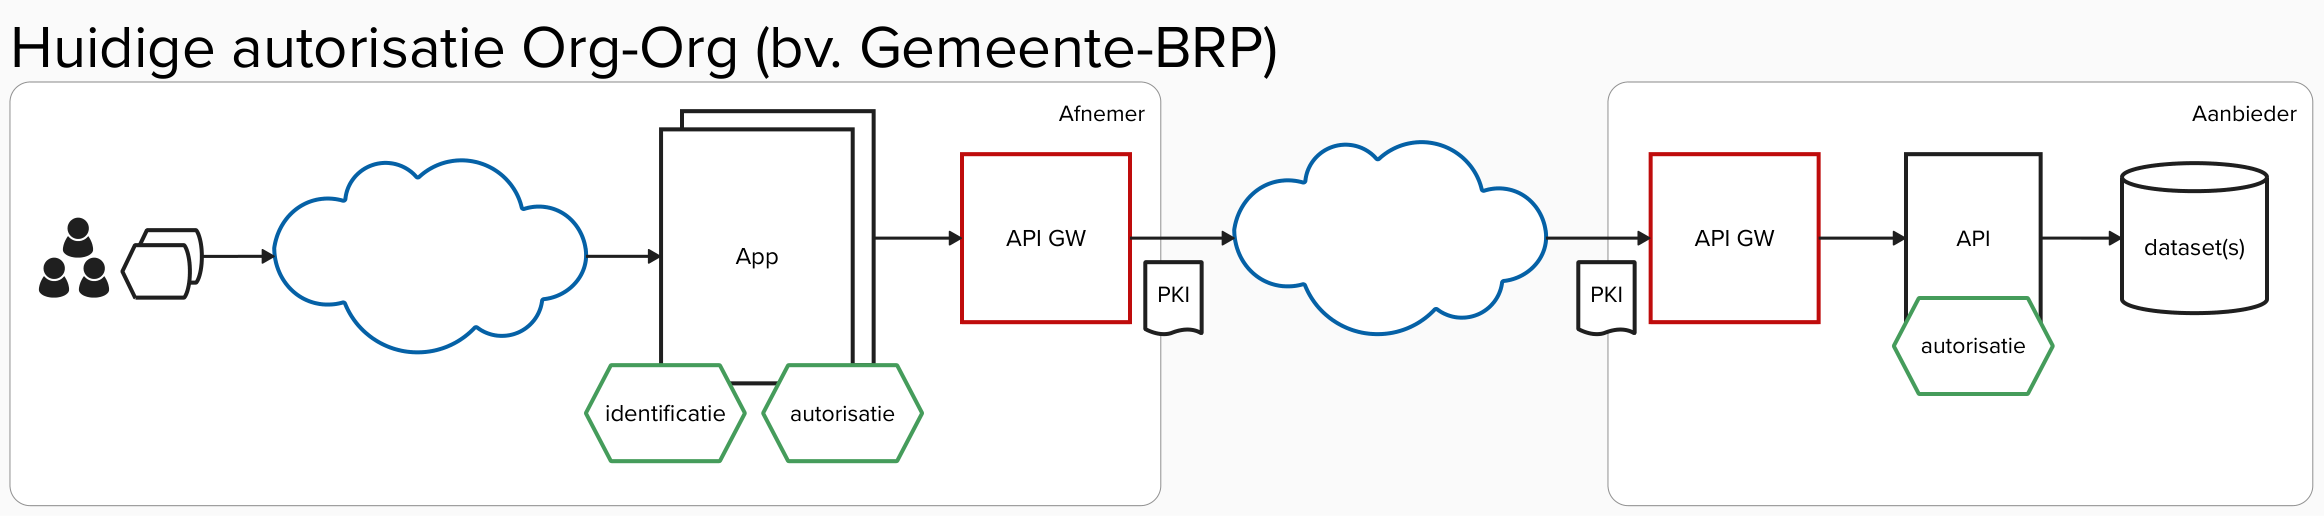 Huidige autorisatie Org-Org (bv. Gemeente-BRP)
Afnemer
App
identificatie
autorisatie
API GW
PKI
Aanbieder
PKI
API GW
API
autorisatie
dataset(s)